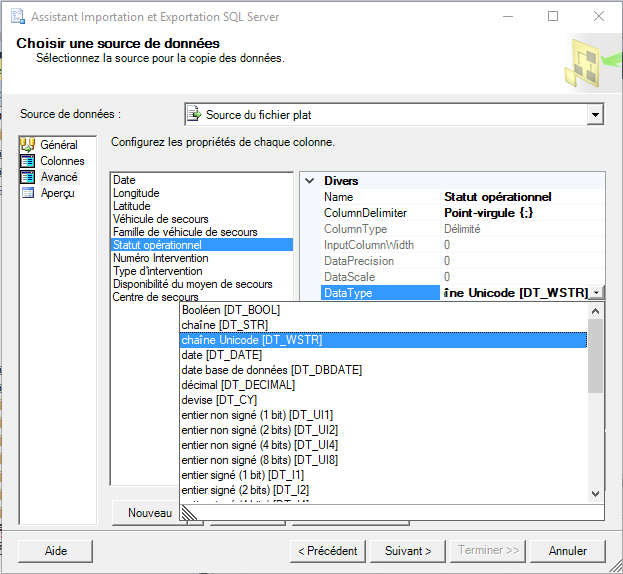 Assistant Importation et Exportation SQL Server
Choisir une source de données
Sélectionnez la source pour la copie des données.
Source de données :
Source du fichier plat
Général
Colonnes
Avancé
Aperçu
Configurez les propriétés de chaque colonne.
Date
Longitude
Latitude
Véhicule de secours
Famille de véhicule de secours
Statut opérationnel
Numéro Intervention
Type d'intervention
Disponibilité du moyen de secours
Centre de secours
Divers
Name Statut opérationnel
ColumnDelimiter Point-virgule {;}
ColumnType Délimité
InputColumnWidth 0
DataPrecision 0
DataScale 0
DataType îne Unicode [DT_WSTR]
Booléen [DT_BOOL]
chaîne [DT_STR]
chaîne Unicode [DT_WSTR]
date [DT_DATE]
date base de données [DT_DBDATE]
décimal [DT_DECIMAL]
devise [DT_CY]
entier non signé (1 bit) [DT_UI1]
entier non signé (2 bits) [DT_UI2]
entier non signé (4 bits) [DT_UI4]
entier non signé (8 bits) [DT_UI8]
entier signé (1 bit) [DT_I1]
entier signé (2 bits) [DT_I2]
Nouveau
Aide
< Précédent
Suivant >
Terminer >>
Annuler